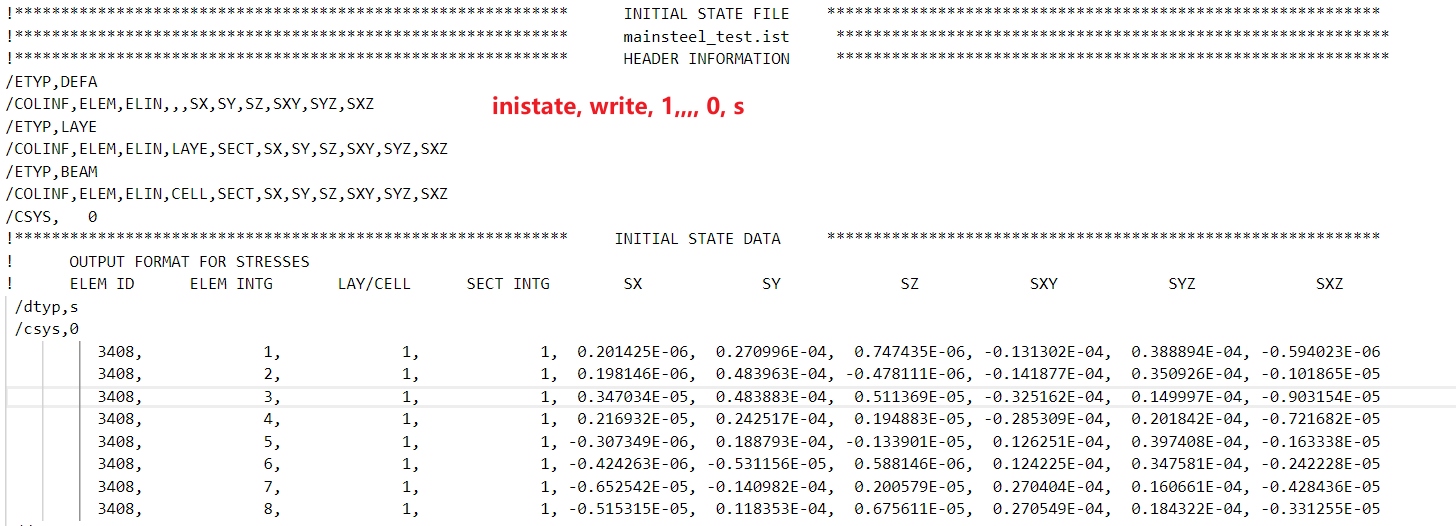 !************************************************************ INITIAL STATE FILE ************************************************************
!************************************************************ mainsteel_test.ist ************************************************************
!************************************************************ HEADER INFORMATION ************************************************************
/ETYP,DEFA
/COLINF,ELEM,ELIN,,,SX,SY,SZ,SXY,SYZ,SXZ
inistate, write, 1,,,, 0, s
/ETYP,LAYE
/COLINF,ELEM,ELIN,LAYE,SECT,SX,SY,SZ,SXY,SYZ,SXZ
/ETYP,BEAM
/COLINF,ELEM,ELIN,CELL,SECT,SX,SY,SZ,SXY,SYZ,SXZ
/CSYS, 0
!************************************************************ INITIAL STATE DATA ************************************************************
! OUTPUT FORMAT FOR STRESSES
! ELEM ID ELEM INTG LAY/CELL SECT INTG SX SY SZ SXY SYZ SXZ
/dtyp,s
/csys,0
3408, 1, 1, 1, 0.201425E-06, 0.270996E-04, 0.747435E-06, -0.131302E-04, 0.388894E-04, -0.594023E-06
3408, 2, 1, 1, 0.198146E-06, 0.483963E-04, -0.478111E-06, -0.141877E-04, 0.350926E-04, -0.101865E-05
3408, 3, 1, 1, 0.347034E-05, 0.483883E-04, 0.511369E-05, -0.325162E-04, 0.149997E-04, -0.903154E-05
3408, 4, 1, 1, 0.216932E-05, 0.242517E-04, 0.194883E-05, -0.285309E-04, 0.201842E-04, -0.721682E-05
3408, 5, 1, 1, -0.307349E-06, 0.188793E-04, -0.133901E-05, 0.126251E-04, 0.397408E-04, -0.163338E-05
3408, 6, 1, 1, -0.424263E-06, -0.531156E-05, 0.588146E-06, 0.124225E-04, 0.347581E-04, -0.242228E-05
3408, 7, 1, 1, -0.652542E-05, -0.140982E-04, 0.200579E-05, 0.270404E-04, 0.160661E-04, -0.428436E-05
3408, 8, 1, 1, -0.515315E-05, 0.118353E-04, 0.675611E-05, 0.270549E-04, 0.184322E-04, -0.331255E-05